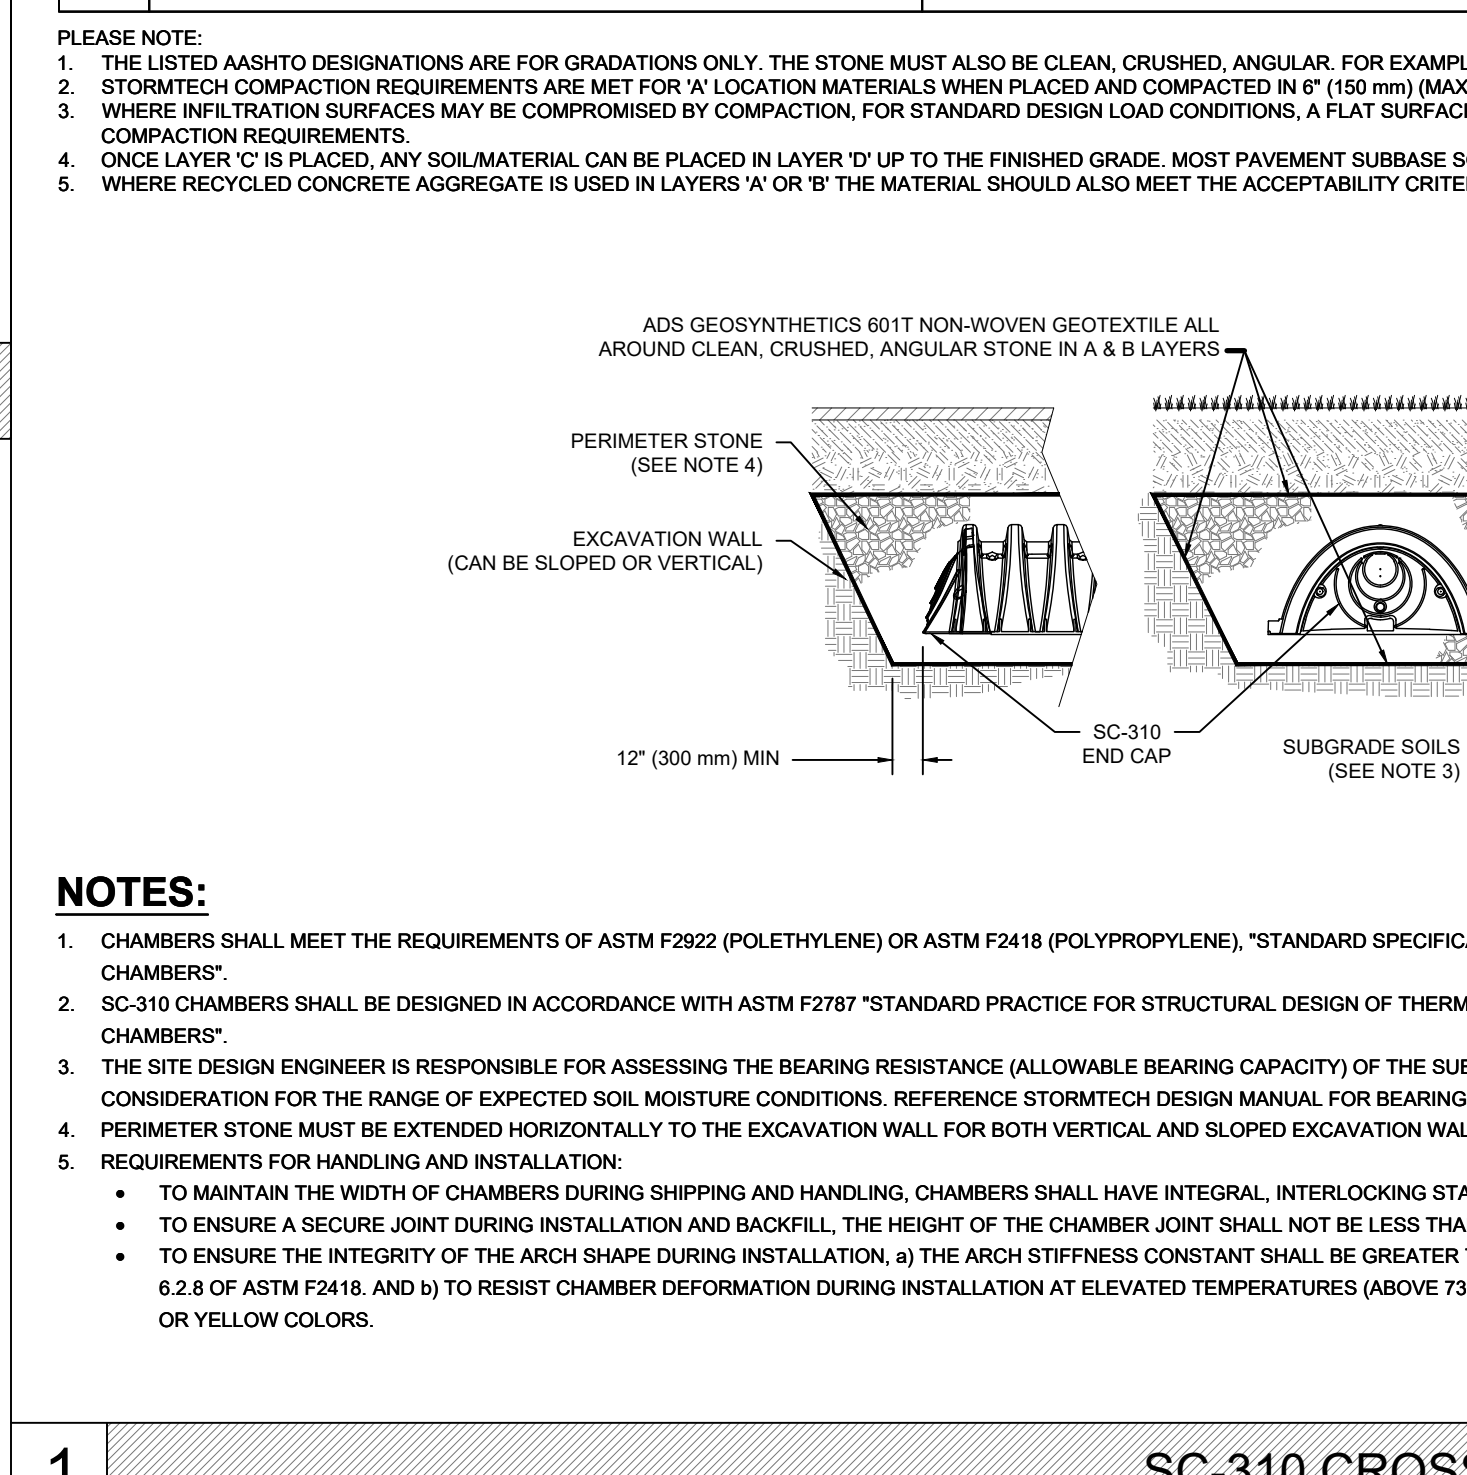 PLEASE NOTE:
1. THE LISTED AASHTO DESIGNATIONS ARE FOR GRADATIONS ONLY. THE STONE MUST ALSO BE CLEAN, CRUSHED, ANGULAR. FOR EXAMPL
2. STORMTECH COMPACTION REQUIREMENTS ARE MET FOR 'A' LOCATION MATERIALS WHEN PLACED AND COMPACTED IN 6" (150 mm) (MAX
3. WHERE INFILTRATION SURFACES MAY BE COMPROMISED BY COMPACTION, FOR STANDARD DESIGN LOAD CONDITIONS, A FLAT SURFACE
COMPACTION REQUIREMENTS.
4. ONCE LAYER 'C' IS PLACED, ANY SOIL/MATERIAL CAN BE PLACED IN LAYER 'D' UP TO THE FINISHED GRADE. MOST PAVEMENT SUBBASE SO
5. WHERE RECYCLED CONCRETE AGGREGATE IS USED IN LAYERS 'A' OR 'B' THE MATERIAL SHOULD ALSO MEET THE ACCEPTABILITY CRITE
ADS GEOSYNTHETICS 601T NON-WOVEN GEOTEXTILE ALL
AROUND CLEAN, CRUSHED, ANGULAR STONE IN A & B LAYERS
PERIMETER STONE
(SEE NOTE 4)
EXCAVATION WALL
(CAN BE SLOPED OR VERTICAL)
12" (300 mm) MIN
SC-310
END CAP
SUBGRADE SOILS
(SEE NOTE 3)
NOTES:
1. CHAMBERS SHALL MEET THE REQUIREMENTS OF ASTM F2922 (POLETHYLENE) OR ASTM F2418 (POLYPROPYLENE), "STANDARD SPECIFICA
CHAMBERS".
2. SC-310 CHAMBERS SHALL BE DESIGNED IN ACCORDANCE WITH ASTM F2787 "STANDARD PRACTICE FOR STRUCTURAL DESIGN OF THERM
CHAMBERS".
3. THE SITE DESIGN ENGINEER IS RESPONSIBLE FOR ASSESSING THE BEARING RESISTANCE (ALLOWABLE BEARING CAPACITY) OF THE SUB
CONSIDERATION FOR THE RANGE OF EXPECTED SOIL MOISTURE CONDITIONS. REFERENCE STORMTECH DESIGN MANUAL FOR BEARING
4. PERIMETER STONE MUST BE EXTENDED HORIZONTALLY TO THE EXCAVATION WALL FOR BOTH VERTICAL AND SLOPED EXCAVATION WAL
5. REQUIREMENTS FOR HANDLING AND INSTALLATION:
• TO MAINTAIN THE WIDTH OF CHAMBERS DURING SHIPPING AND HANDLING, CHAMBERS SHALL HAVE INTEGRAL, INTERLOCKING STA
• TO ENSURE A SECURE JOINT DURING INSTALLATION AND BACKFILL, THE HEIGHT OF THE CHAMBER JOINT SHALL NOT BE LESS THA
• TO ENSURE THE INTEGRITY OF THE ARCH SHAPE DURING INSTALLATION, a) THE ARCH STIFFNESS CONSTANT SHALL BE GREATER T
6.2.8 OF ASTM F2418. AND b) TO RESIST CHAMBER DEFORMATION DURING INSTALLATION AT ELEVATED TEMPERATURES (ABOVE 73
OR YELLOW COLORS.
1
SC-310 CROSS